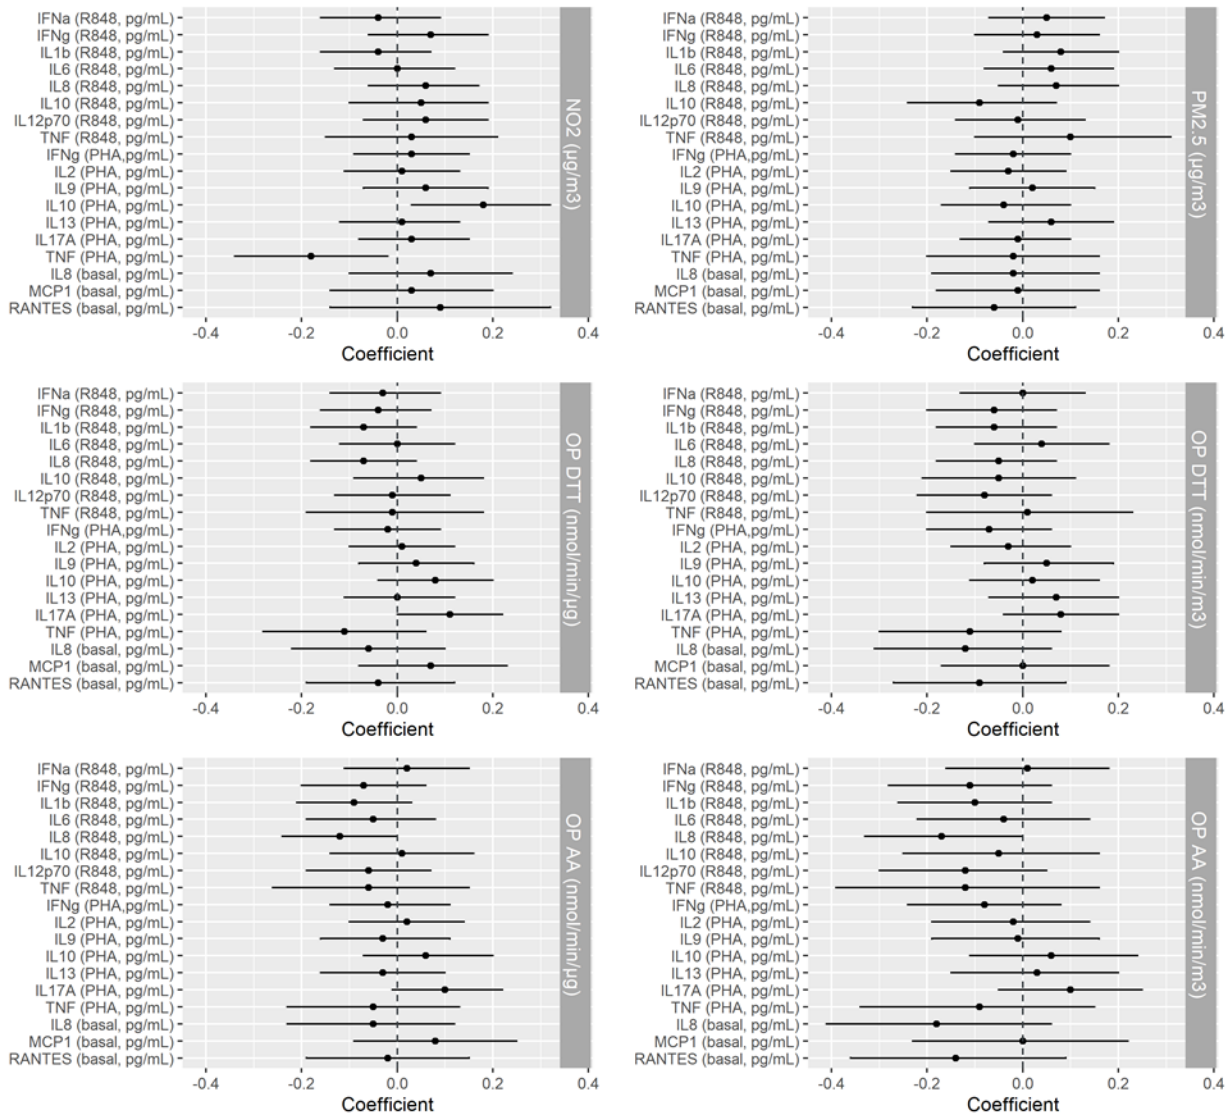 IFNa (R848, pg/mL)
IFNg (R848, pg/mL)
IL1b (R848, pg/mL)
IL6 (R848, pg/mL)
IL8 (R848, pg/mL)
IL10 (R848, pg/mL)
IL12p70 (R848, pg/mL)
TNF (R848, pg/mL)
IFNg (PHA,pg/mL)
IL2 (PHA, pg/mL)
IL9 (PHA, pg/mL)
IL10 (PHA, pg/mL)
IL13 (PHA, pg/mL)
IL17A (PHA, pg/mL)
TNF (PHA, pg/mL)
IL8 (basal, pg/mL)
MCP1 (basal, pg/mL)
RANTES (basal, pg/mL)
-0.4 -0.2 0.0 0.2 0.4
Coefficient
NO2 (µg/m3)
IFNa (R848, pg/mL)
IFNg (R848, pg/mL)
IL1b (R848, pg/mL)
IL6 (R848, pg/mL)
IL8 (R848, pg/mL)
IL10 (R848, pg/mL)
IL12p70 (R848, pg/mL)
TNF (R848, pg/mL)
IFNg (PHA,pg/mL)
IL2 (PHA, pg/mL)
IL9 (PHA, pg/mL)
IL10 (PHA, pg/mL)
IL13 (PHA, pg/mL)
IL17A (PHA, pg/mL)
TNF (PHA, pg/mL)
IL8 (basal, pg/mL)
MCP1 (basal, pg/mL)
RANTES (basal, pg/mL)
-0.4 -0.2 0.0 0.2 0.4
Coefficient
PM2.5 (µg/m3)
IFNa (R848, pg/mL)
IFNg (R848, pg/mL)
IL1b (R848, pg/mL)
IL6 (R848, pg/mL)
IL8 (R848, pg/mL)
IL10 (R848, pg/mL)
IL12p70 (R848, pg/mL)
TNF (R848, pg/mL)
IFNg (PHA,pg/mL)
IL2 (PHA, pg/mL)
IL9 (PHA, pg/mL)
IL10 (PHA, pg/mL)
IL13 (PHA, pg/mL)
IL17A (PHA, pg/mL)
TNF (PHA, pg/mL)
IL8 (basal, pg/mL)
MCP1 (basal, pg/mL)
RANTES (basal, pg/mL)
-0.4 -0.2 0.0 0.2 0.4
Coefficient
OP DTT (nmol/min/µg)
IFNa (R848, pg/mL)
IFNg (R848, pg/mL)
IL1b (R848, pg/mL)
IL6 (R848, pg/mL)
IL8 (R848, pg/mL)
IL10 (R848, pg/mL)
IL12p70 (R848, pg/mL)
TNF (R848, pg/mL)
IFNg (PHA,pg/mL)
IL2 (PHA, pg/mL)
IL9 (PHA, pg/mL)
IL10 (PHA, pg/mL)
IL13 (PHA, pg/mL)
IL17A (PHA, pg/mL)
TNF (PHA, pg/mL)
IL8 (basal, pg/mL)
MCP1 (basal, pg/mL)
RANTES (basal, pg/mL)
-0.4 -0.2 0.0 0.2 0.4
Coefficient
OP DTT (nmol/min/m3)
IFNa (R848, pg/mL)
IFNg (R848, pg/mL)
IL1b (R848, pg/mL)
IL6 (R848, pg/mL)
IL8 (R848, pg/mL)
IL10 (R848, pg/mL)
IL12p70 (R848, pg/mL)
TNF (R848, pg/mL)
IFNg (PHA,pg/mL)
IL2 (PHA, pg/mL)
IL9 (PHA, pg/mL)
IL10 (PHA, pg/mL)
IL13 (PHA, pg/mL)
IL17A (PHA, pg/mL)
TNF (PHA, pg/mL)
IL8 (basal, pg/mL)
MCP1 (basal, pg/mL)
RANTES (basal, pg/mL)
-0.4 -0.2 0.0 0.2 0.4
Coefficient
OP AA (nmol/min/µg)
IFNa (R848, pg/mL)
IFNg (R848, pg/mL)
IL1b (R848, pg/mL)
IL6 (R848, pg/mL)
IL8 (R848, pg/mL)
IL10 (R848, pg/mL)
IL12p70 (R848, pg/mL)
TNF (R848, pg/mL)
IFNg (PHA,pg/mL)
IL2 (PHA, pg/mL)
IL9 (PHA, pg/mL)
IL10 (PHA, pg/mL)
IL13 (PHA, pg/mL)
IL17A (PHA, pg/mL)
TNF (PHA, pg/mL)
IL8 (basal, pg/mL)
MCP1 (basal, pg/mL)
RANTES (basal, pg/mL)
-0.4 -0.2 0.0 0.2 0.4
Coefficient
OP AA (nmol/min/m3)